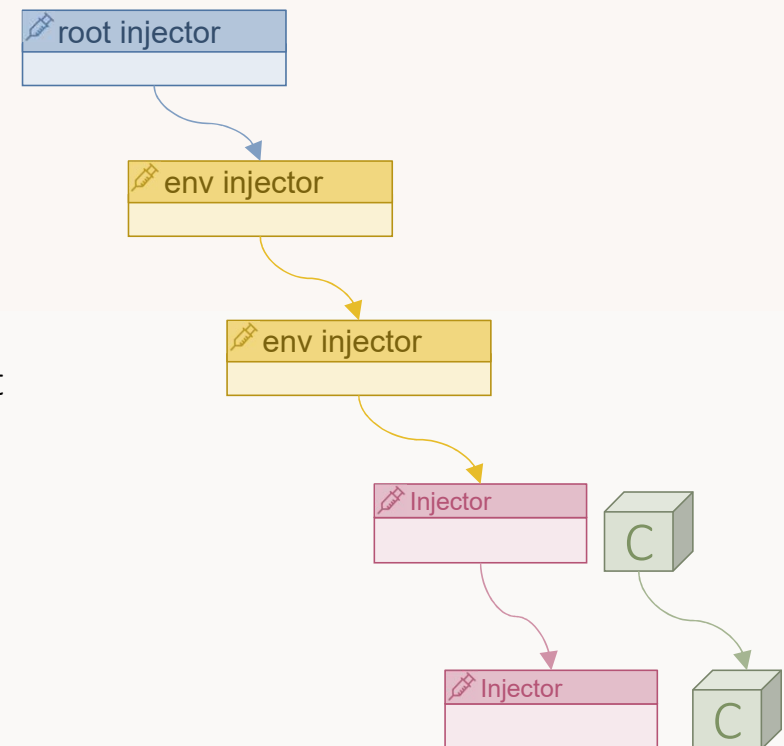 root injector
env injector
env injector
t
Injector
C
Injector
C